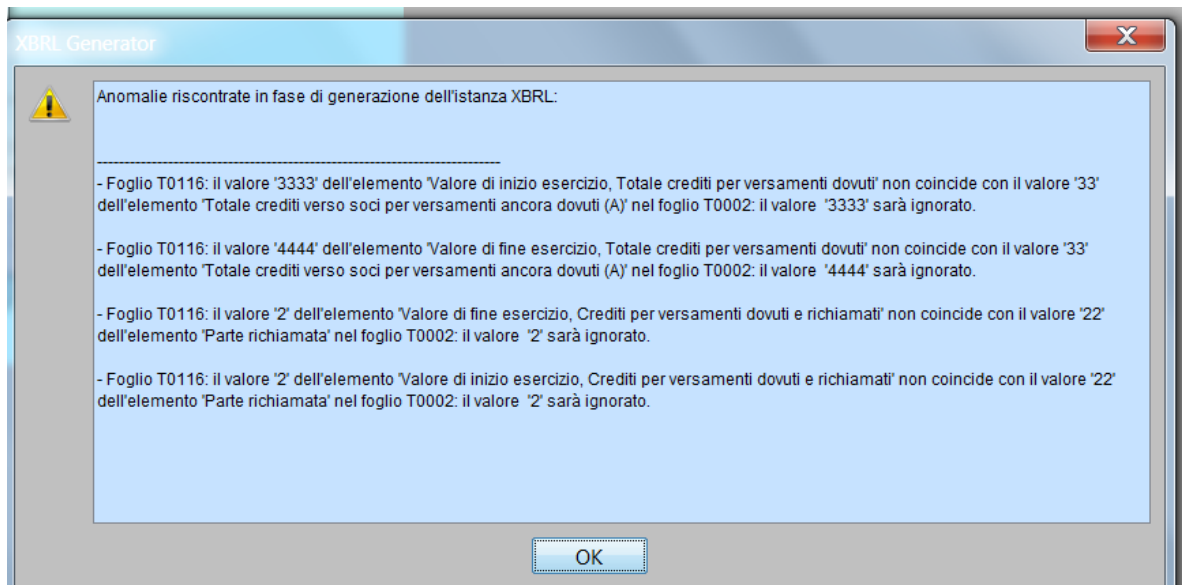 XBRL Generator
X
Anomalie riscontrate in fase di generazione dell'istanza XBRL:
--------------------------------------------------------------------------
- Foglio T0116: il valore '3333' dell'elemento 'Valore di inizio esercizio, Totale crediti per versamenti dovuti' non coincide con il valore '33'
dell'elemento 'Totale crediti verso soci per versamenti ancora dovuti (A)' nel foglio T0002: il valore '3333' sarà ignorato.
- Foglio T0116: il valore '4444' dell'elemento 'Valore di fine esercizio, Totale crediti per versamenti dovuti' non coincide con il valore '33'
dell'elemento 'Totale crediti verso soci per versamenti ancora dovuti (A)' nel foglio T0002: il valore '4444' sarà ignorato.
- Foglio T0116: il valore '2' dell'elemento 'Valore di fine esercizio, Crediti per versamenti dovuti e richiamati' non coincide con il valore '22'
dell'elemento 'Parte richiamata' nel foglio T0002: il valore '2' sarà ignorato.
- Foglio T0116: il valore '2' dell'elemento 'Valore di inizio esercizio, Crediti per versamenti dovuti e richiamati' non coincide con il valore '22'
dell'elemento 'Parte richiamata' nel foglio T0002: il valore '2' sarà ignorato.
OK